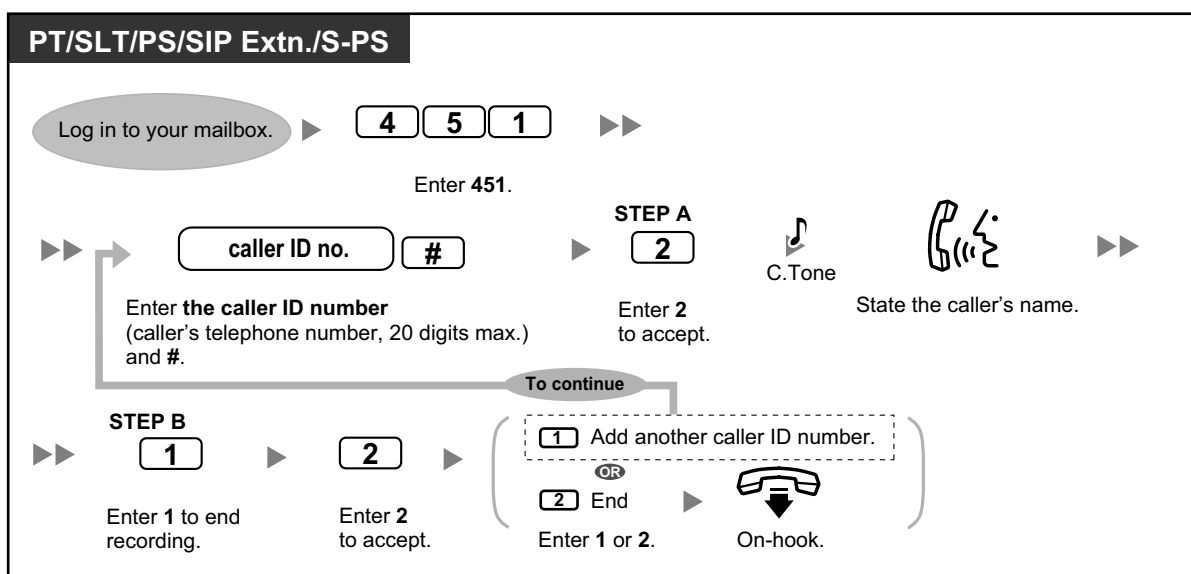 PT/SLT/PS/SIP Extn./S-PS
Log in to your mailbox.
4 5 1
Enter 451.
caller ID no. #
Enter the caller ID number
(caller's telephone number, 20 digits max.)
and #.
STEP A
2
Enter 2
to accept.
C.Tone
State the caller's name.
To continue
STEP B
1
Enter 1 to end
recording.
2
Enter 2
to accept.
1 Add another caller ID number.
OR
2 End
Enter 1 or 2.
On-hook.